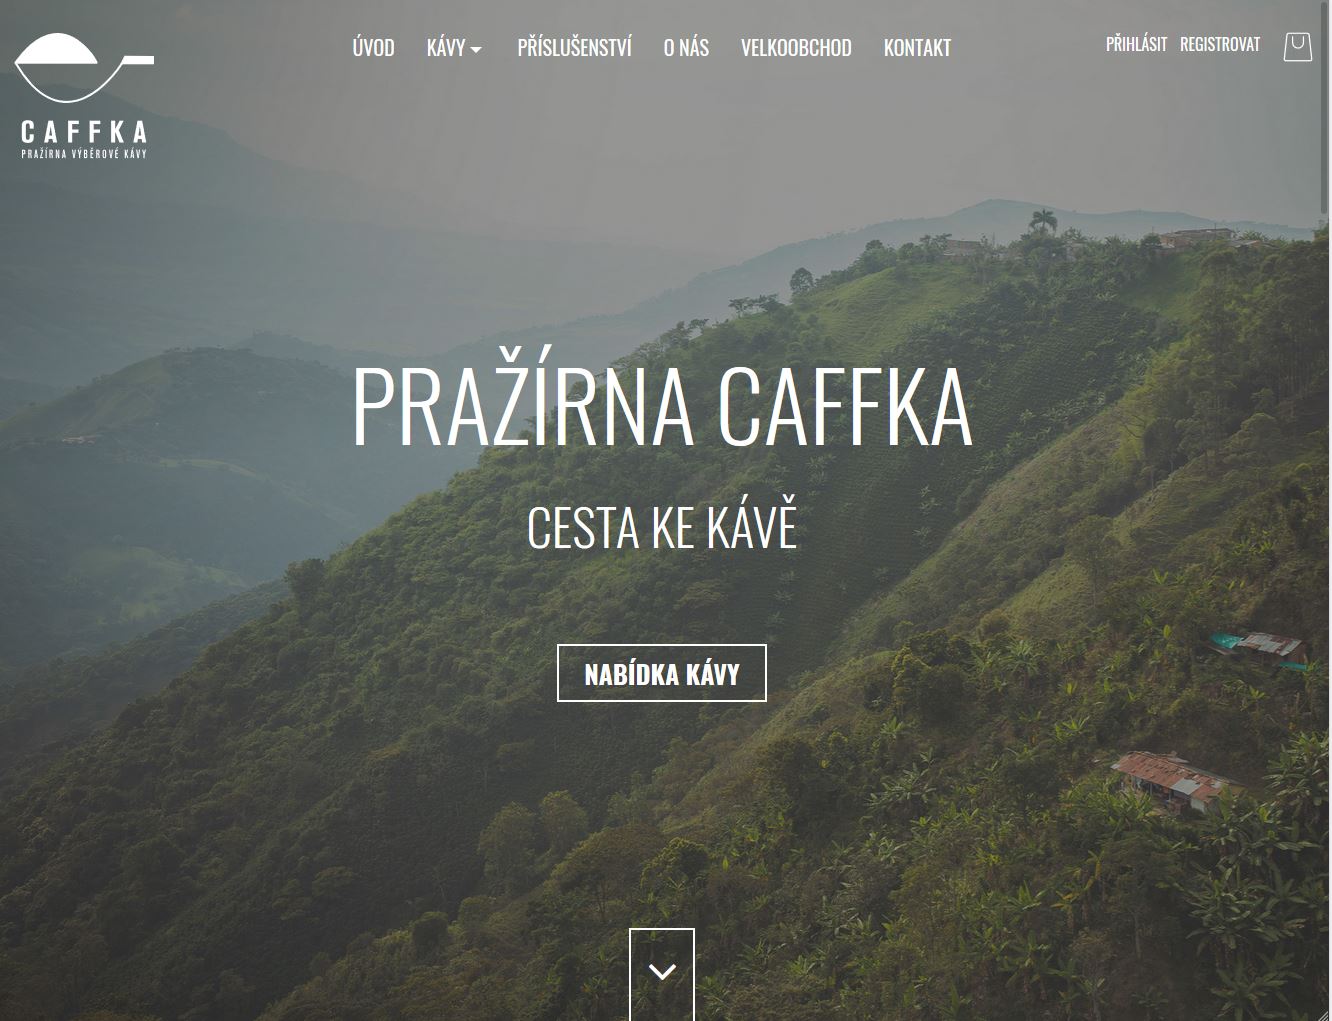 ÚVOD KÁVY PŘÍSLUŠENSTVÍ O NÁS VELKOOBCHOD KONTAKT PŘIHLÁSIT REGISTROVAT
CAFFKA
PRAŽÍRNA VÝBĚROVÉ KÁVY
PRAŽÍRNA CAFFKA
CESTA KE KÁVĚ
NABÍDKA KÁVY